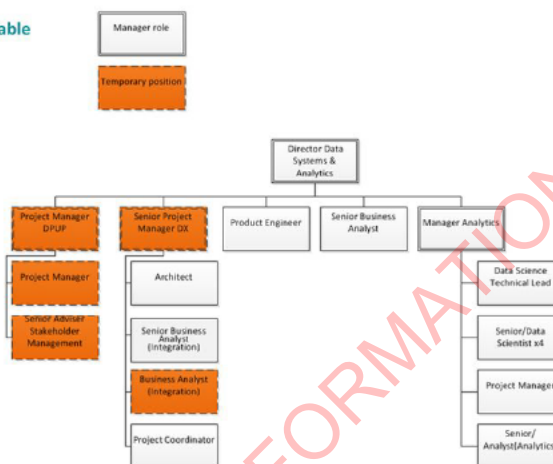 able
Manager role
Temporary position
Director Data
Systems &
Analytics
Project Manager
DPUP
Senior Project
Manager DX
Product Engineer
Senior Business
Analyst
Manager Analytics
Project Manager
Senior Adviser
Stakeholder
Management
Architect
Senior Business
Analyst
(Integration)
Business Analyst
(Integration)
Project Coordinator
Data Science
Technical Lead
Senior/Data
Scientist x4
Project Manager
Senior/
Analyst(Analytics
FORMATION